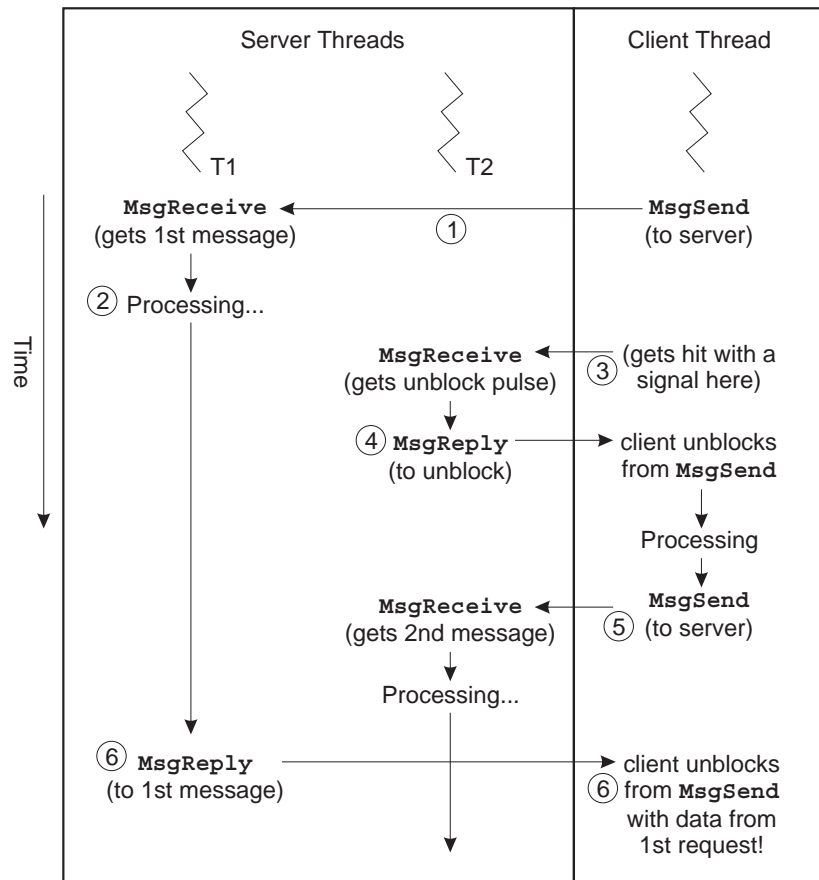 Server Threads
Client Thread
T1
T2
Time
MsgReceive
(gets 1st message)
1
MsgSend
(to server)
2 Processing...
MsgReceive
(gets unblock pulse)
3
(gets hit with a
signal here)
4 MsgReply
(to unblock)
client unblocks
from MsgSend
Processing
MsgReceive
(gets 2nd message)
5
MsgSend
(to server)
Processing...
6 MsgReply
(to 1st message)
client unblocks
6 from MsgSend
with data from
1st request!